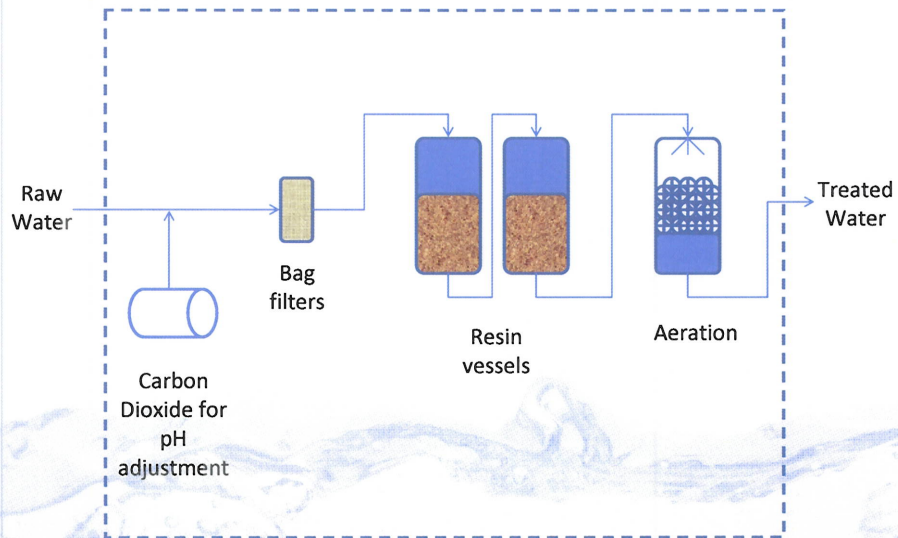 Raw
Water
Carbon
Dioxide for
pH
adjustment
Bag
filters
Resin
vessels
Aeration
Treated
Water